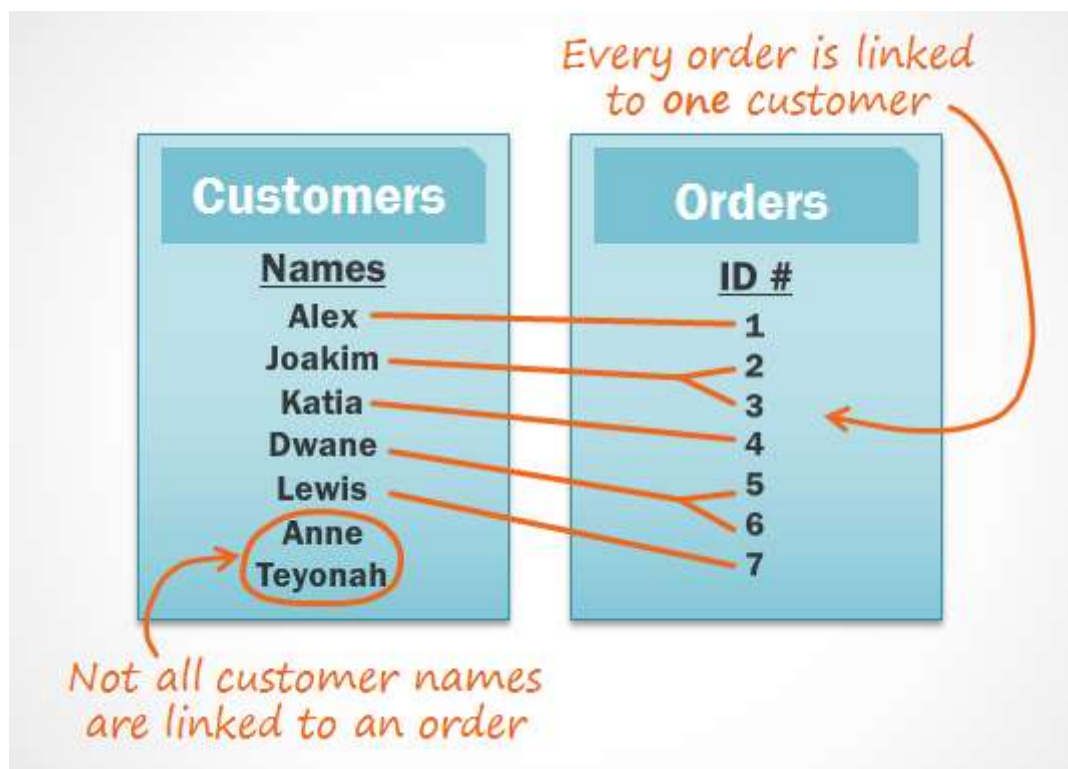 Every order is linked
to one customer
Customers
Names
Alex
Joakim
Katia
Dwane
Lewis
Anne
Teyonah
Orders
ID #
1
2
3
4
5
6
7
Not all customer names
are linked to an order